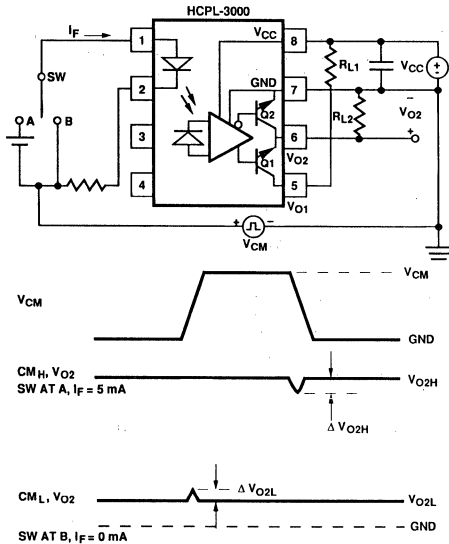 HCPL-3000
I_F
1
2
3
4
SW
A
B
V_CC
8
GND
7
Q2
6
V_O2
Q1
5
V_O1
R_L1
R_L2
V_CC
+
−
−
V_O2
+
+
−
V_CM
V_CM
V_CM
GND
CM_H, V_O2
SW AT A, I_F = 5 mA
V_O2H
Δ V_O2H
CM_L, V_O2
Δ V_O2L
V_O2L
GND
SW AT B, I_F = 0 mA